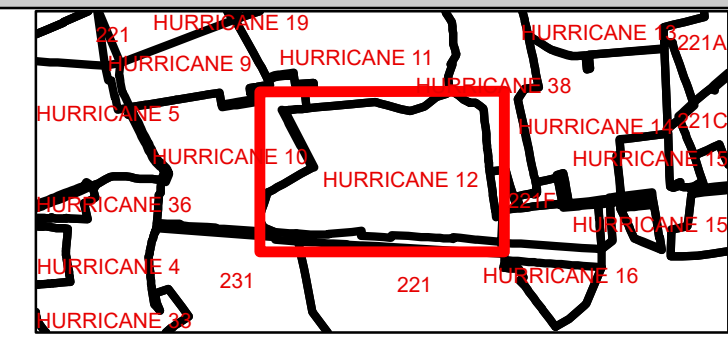 HURRICANE 19
221
HURRICANE 13
221A
HURRICANE 9
HURRICANE 11
HURRICANE 38
HURRICANE 5
221C
HURRICANE 14
HURRICANE 10
HURRICANE 15
HURRICANE 12
HURRICANE 36
221F
HURRICANE 15
HURRICANE 4
231
221
HURRICANE 16
HURRICANE 33